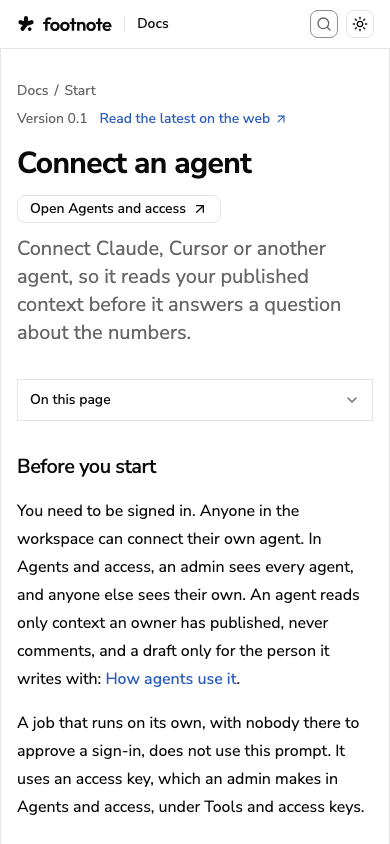 footnote
Docs
Docs / Start
Version 0.1 Read the latest on the web ↗
Connect an agent
Open Agents and access ↗
Connect Claude, Cursor or another
agent, so it reads your published
context before it answers a question
about the numbers.
On this page
Before you start
You need to be signed in. Anyone in the
workspace can connect their own agent. In
Agents and access, an admin sees every agent,
and anyone else sees their own. An agent reads
only context an owner has published, never
comments, and a draft only for the person it
writes with: How agents use it.
A job that runs on its own, with nobody there to
approve a sign-in, does not use this prompt. It
uses an access key, which an admin makes in
Agents and access, under Tools and access keys.